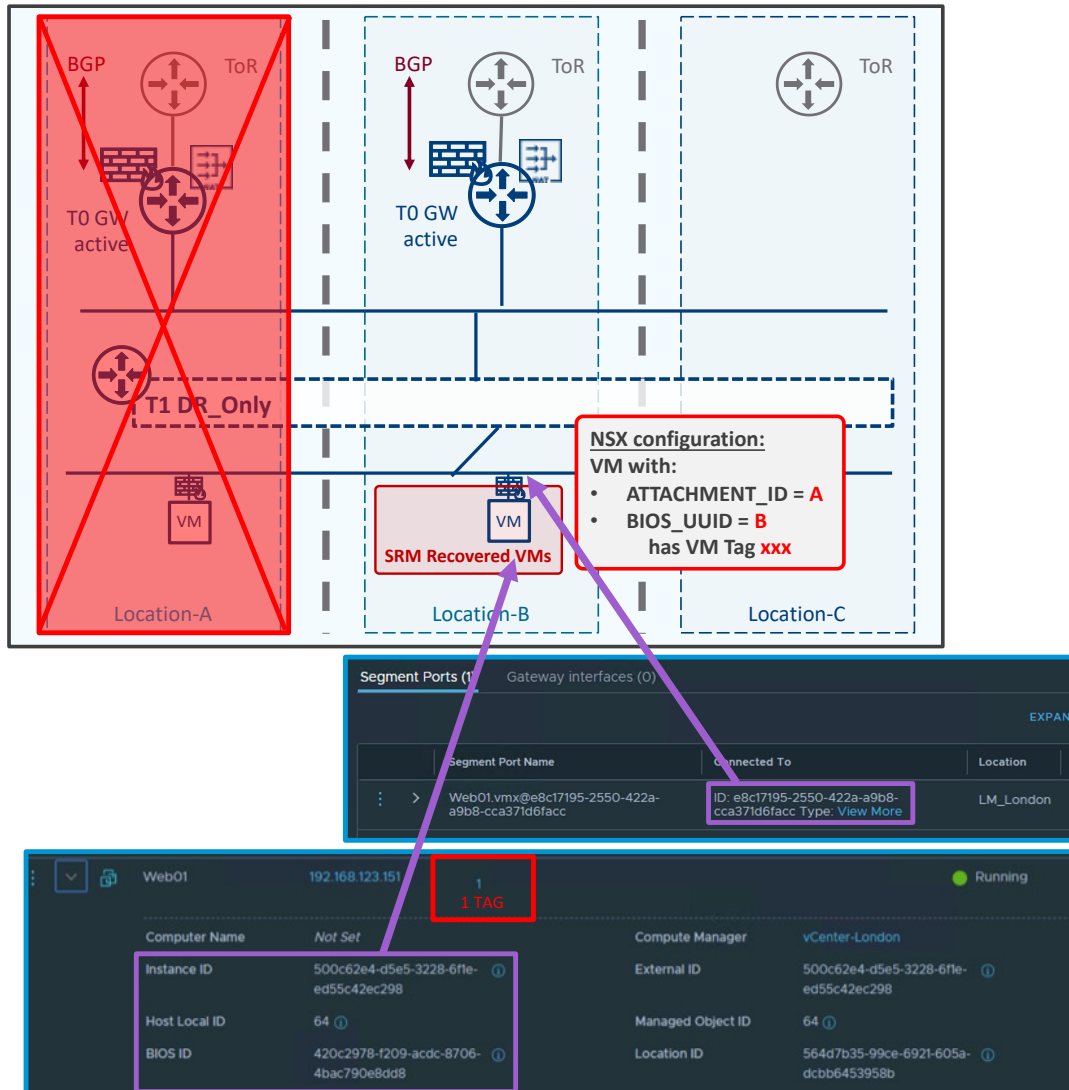 BGP
ToR
BGP
ToR
ToR
NAT
NAT
T0 GW
active
T0 GW
active
T1 DR_Only
NSX configuration:
VM with:
• ATTACHMENT_ID = A
• BIOS_UUID = B
has VM Tag xxx
VM
VM
SRM Recovered VMs
Location-A
Location-B
Location-C
Segment Ports (1)
Gateway interfaces (0)
EXPAN
Segment Port Name
Connected To
Location
Web01.vmx@e8c17195-2550-422a-
a9b8-cca371d6facc
ID: e8c17195-2550-422a-a9b8-
cca371d6facc Type: View More
LM_London
Web01
192.168.123.151
1
1 TAG
Running
Computer Name
Not Set
Compute Manager
vCenter-London
Instance ID
500c62e4-d5e5-3228-6f1e-
ed55c42ec298
External ID
500c62e4-d5e5-3228-6f1e-
ed55c42ec298
Host Local ID
64
Managed Object ID
64
BIOS ID
420c2978-f209-acdc-8706-
4bac790e8dd8
Location ID
564d7b35-99ce-6921-605a-
dcbb6453958b